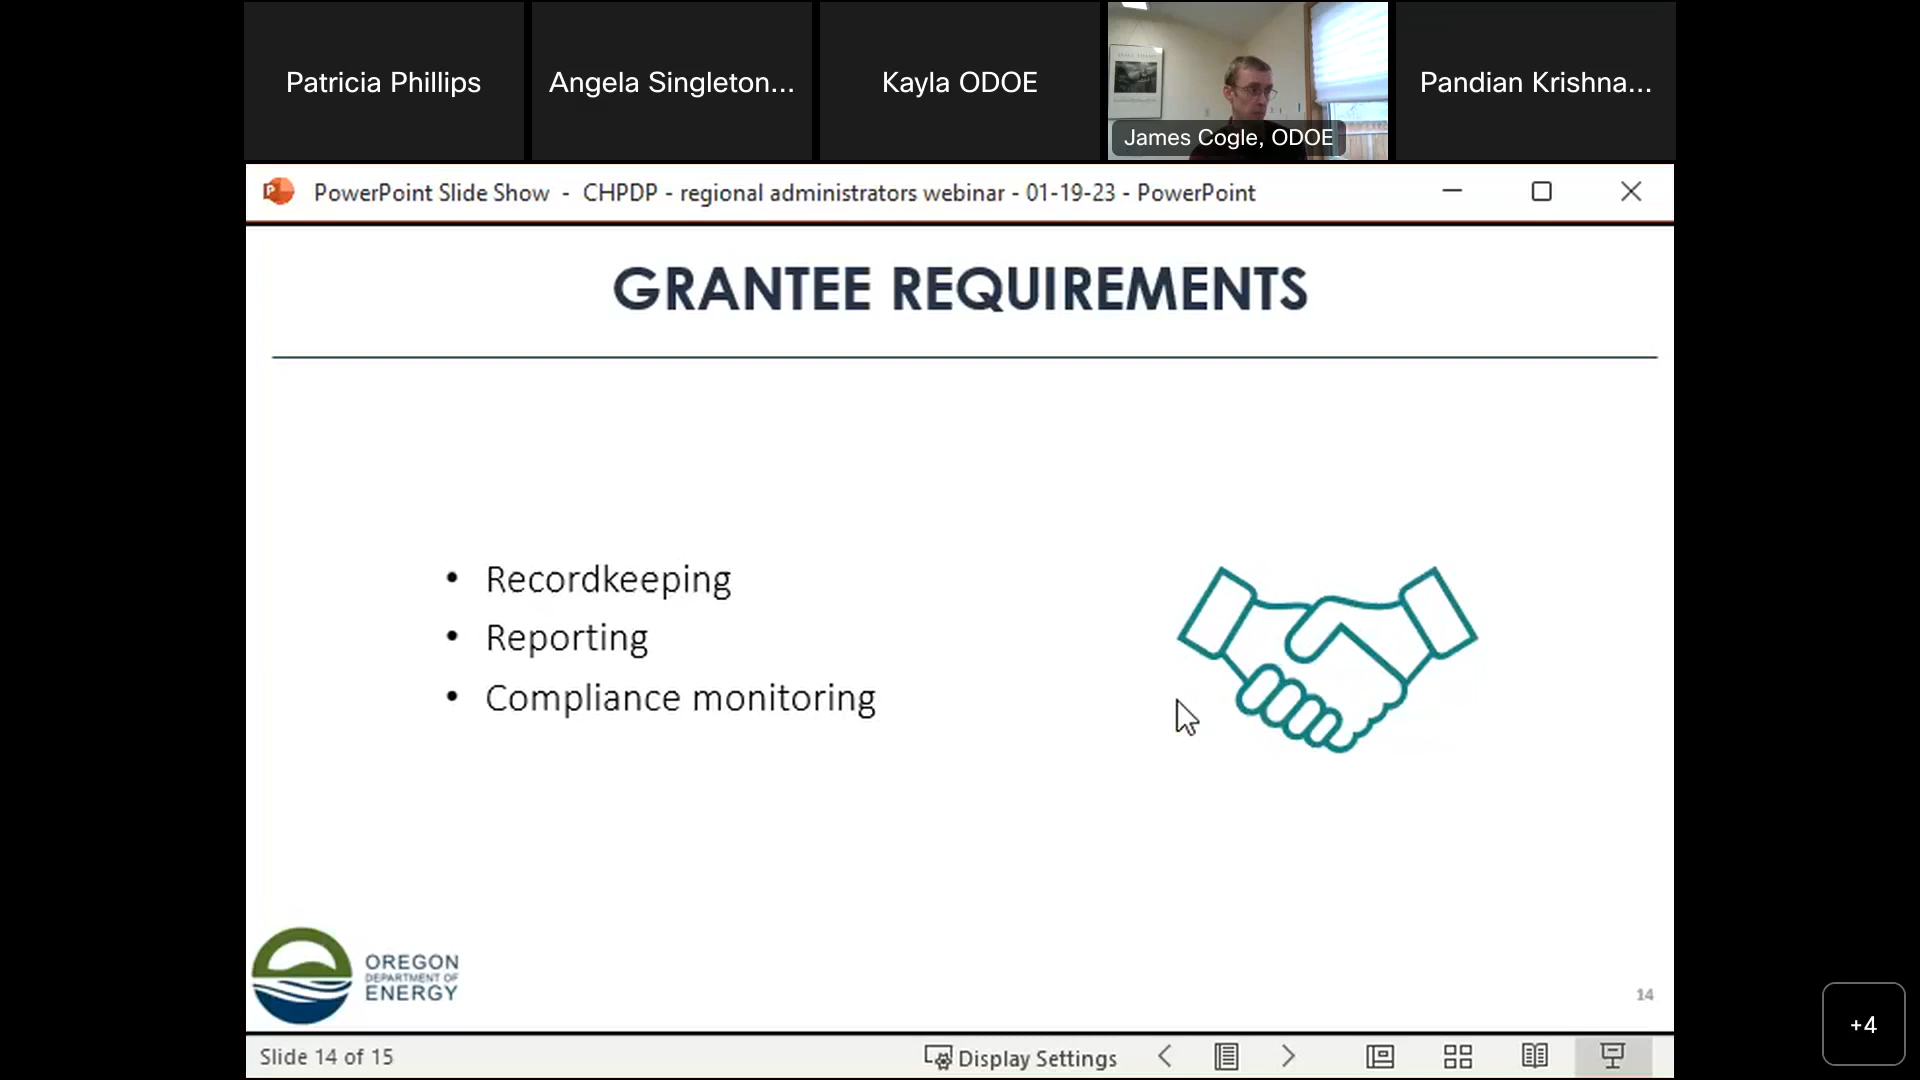 Patricia Phillips
Angela Singleton...
Kayla ODOE
James Cogle, ODOE
Pandian Krishna...
PowerPoint Slide Show - CHPDP - regional administrators webinar - 01-19-23 - PowerPoint
GRANTEE REQUIREMENTS
• Recordkeeping
• Reporting
• Compliance monitoring
OREGON
DEPARTMENT OF
ENERGY
14
+4
Slide 14 of 15
Display Settings